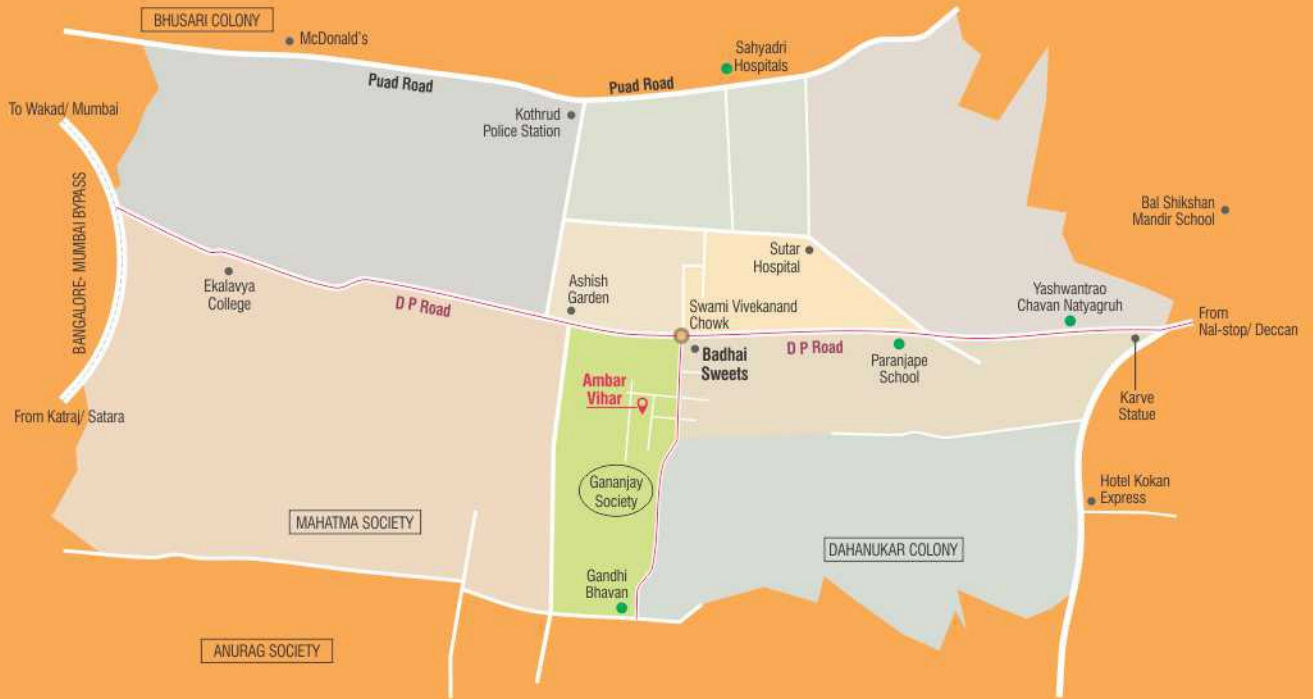 BHUSARI COLONY
McDonald's
Sahyadri
Hospitals
Puad Road
Puad Road
To Wakad/ Mumbai
Kothrud
Police Station
BANGALORE- MUMBAI BYPASS
Bal Shikshan
Mandir School
Sutar
Hospital
Ekalavya
College
Ashish
Garden
Yashwantrao
Chavan Natyagruh
D P Road
Swami Vivekanand
Chowk
From
Nal-stop/ Deccan
Badhai
Sweets
D P Road
Paranjape
School
Ambar
Vihar
Karve
Statue
From Katraj/ Satara
Gananjay
Society
Hotel Kokan
Express
MAHATMA SOCIETY
DAHANUKAR COLONY
Gandhi
Bhavan
ANURAG SOCIETY